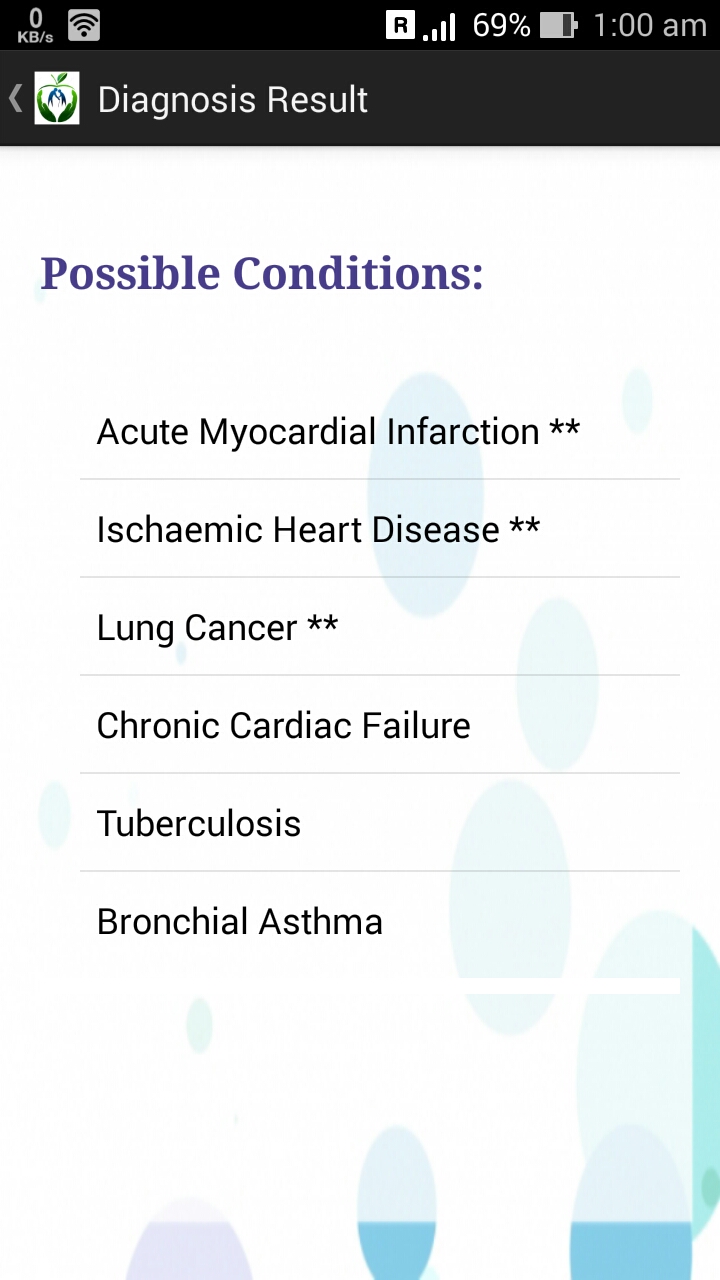 0
KB/s
R
69%
1:00 am
Diagnosis Result
Possible Conditions:
Acute Myocardial Infarction **
Ischaemic Heart Disease **
Lung Cancer **
Chronic Cardiac Failure
Tuberculosis
Bronchial Asthma